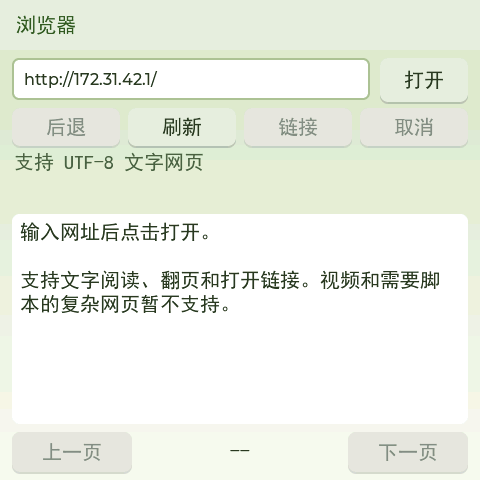 浏览器
http://172.31.42.1/
打开
后退
刷新
链接
取消
支持 UTF-8 文字网页
输入网址后点击打开。
支持文字阅读、翻页和打开链接。视频和需要脚
本的复杂网页暂不支持。
上一页
--
下一页